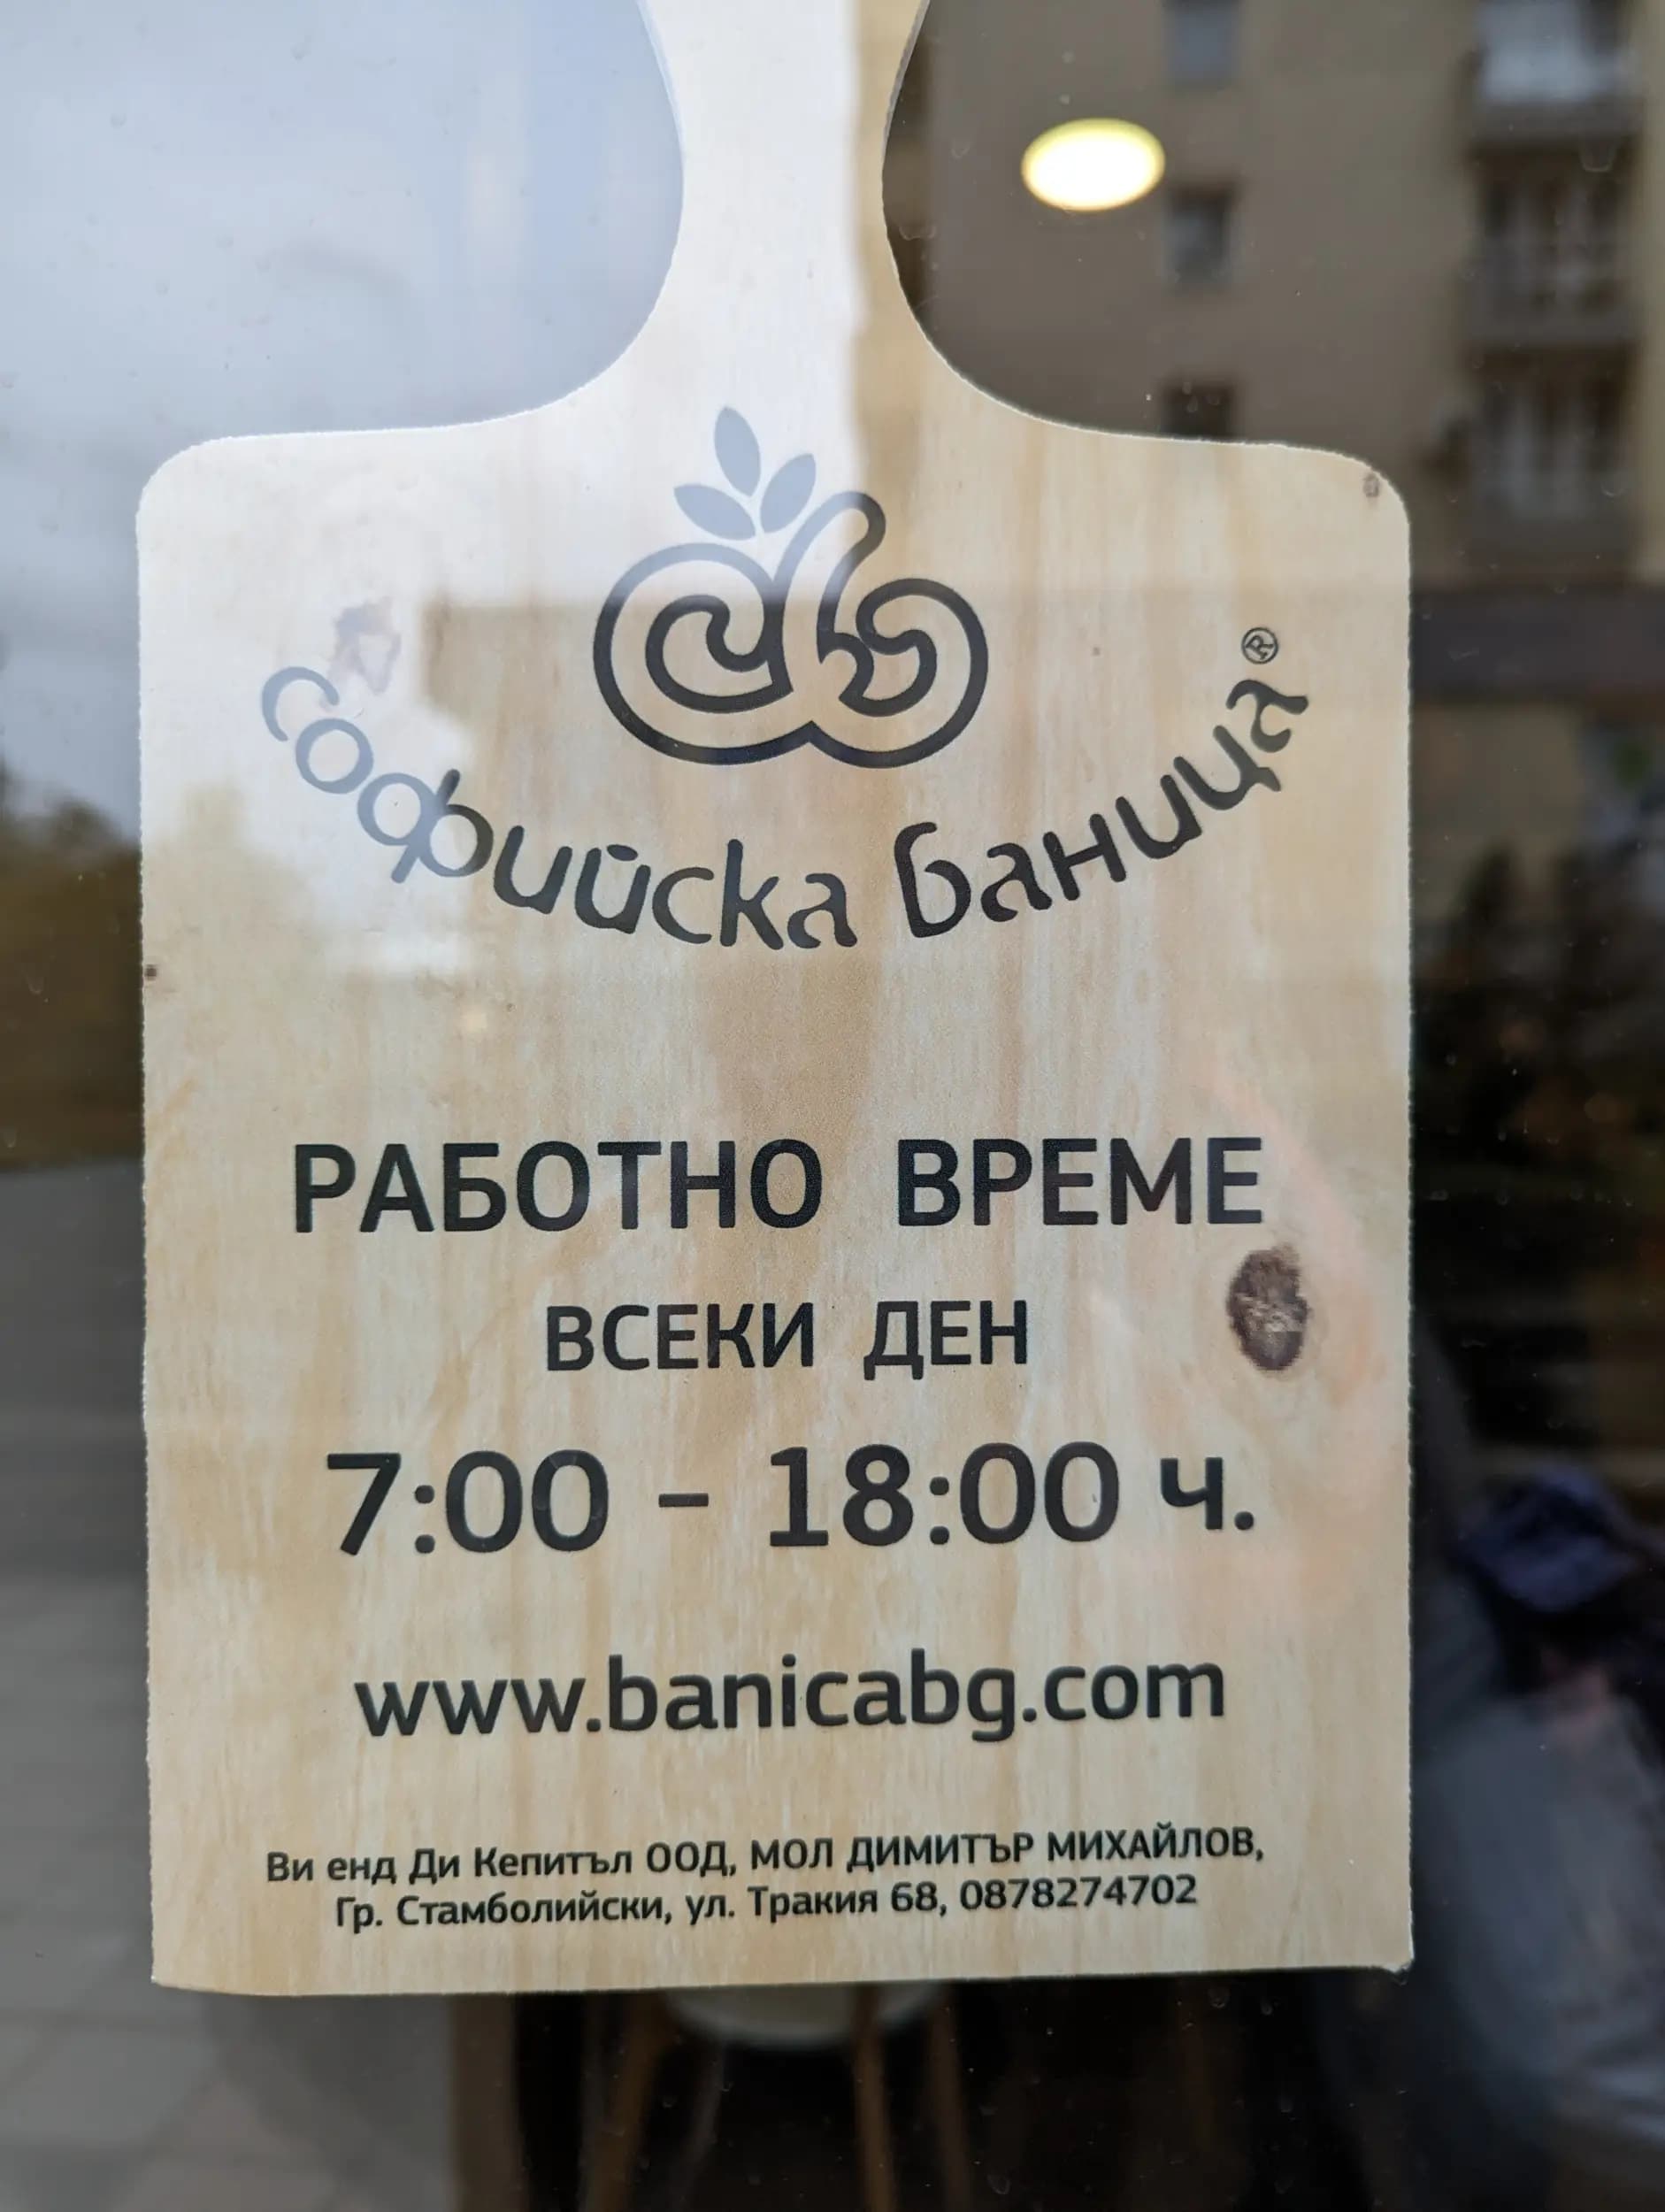 софийска баница®
РАБОТНО ВРЕМЕ
ВСЕКИ ДЕН
7:00 - 18:00 ч.
www.banicabg.com
Ви енд Ди Кепитъл ООД, МОЛ ДИМИТЪР МИХАЙЛОВ,
Гр. Стамболийски, ул. Тракия 68, 0878274702